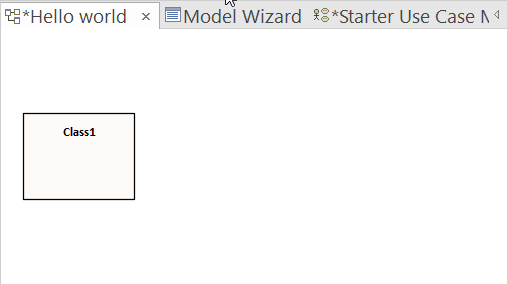 *Hello world × Model Wizard *Starter Use Case M
Class1